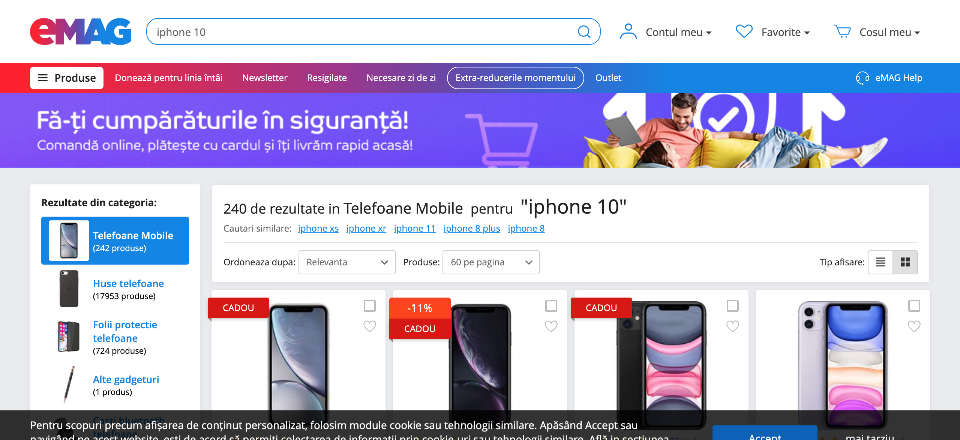 eMAG
iphone 10
Contul meu
Favorite
Cosul meu
Produse
Donează pentru linia întâi
Newsletter
Resigilate
Necesare zi de zi
Extra-reducerile momentului
Outlet
eMAG Help
Fă-ți cumpărăturile în siguranță!
Comandă online, plătește cu cardul și îți livrăm rapid acasă!
Rezultate din categoria:
Telefoane Mobile
(242 produse)
Huse telefoane
(17953 produse)
Folii protectie
telefoane
(724 produse)
Alte gadgeturi
(1 produs)
240 de rezultate in Telefoane Mobile pentru "iphone 10"
Cautari similare: iphone xs iphone xr iphone 11 iphone 8 plus iphone 8
Ordoneaza dupa: Relevanta
Produse: 60 pe pagina
Tip afisare:
CADOU
-11%
CADOU
CADOU
Pentru scopuri precum afișarea de conținut personalizat, folosim module cookie sau tehnologii similare. Apăsând Accept sau
navigând pe acest website, ești de acord să permiți colectarea de informații prin cookie-uri sau tehnologii similare. Află în secțiunea
Accept
mai târziu